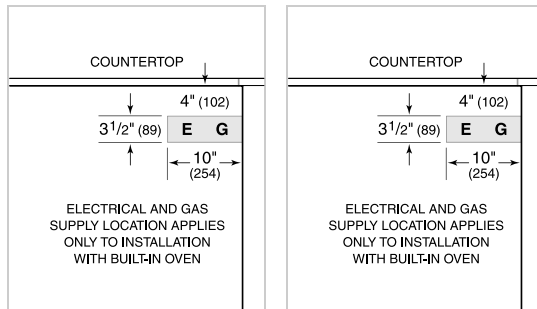 COUNTERTOP
4" (102)
3 1/2" (89)
E G
10"
(254)
ELECTRICAL AND GAS
SUPPLY LOCATION APPLIES
ONLY TO INSTALLATION
WITH BUILT-IN OVEN
COUNTERTOP
4" (102)
3 1/2" (89)
E G
10"
(254)
ELECTRICAL AND GAS
SUPPLY LOCATION APPLIES
ONLY TO INSTALLATION
WITH BUILT-IN OVEN